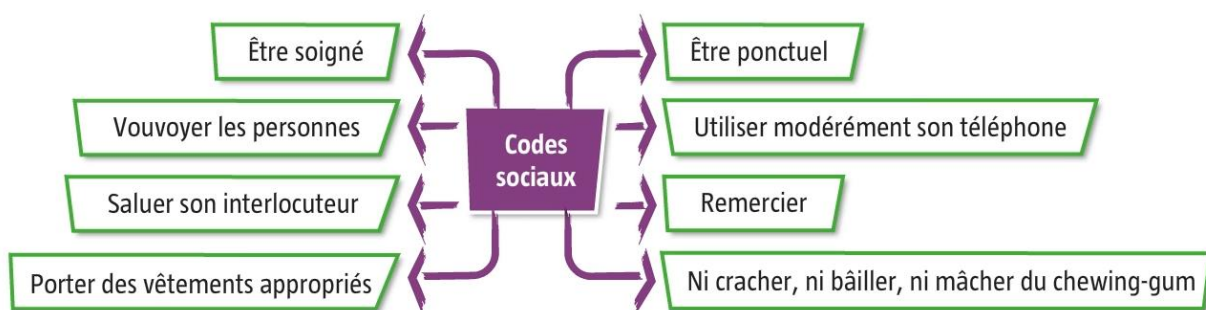 Être soigné
Être ponctuel
Vouvoyer les personnes
Utiliser modérément son téléphone
Codes
sociaux
Saluer son interlocuteur
Remercier
Porter des vêtements appropriés
Ni cracher, ni bâiller, ni mâcher du chewing-gum